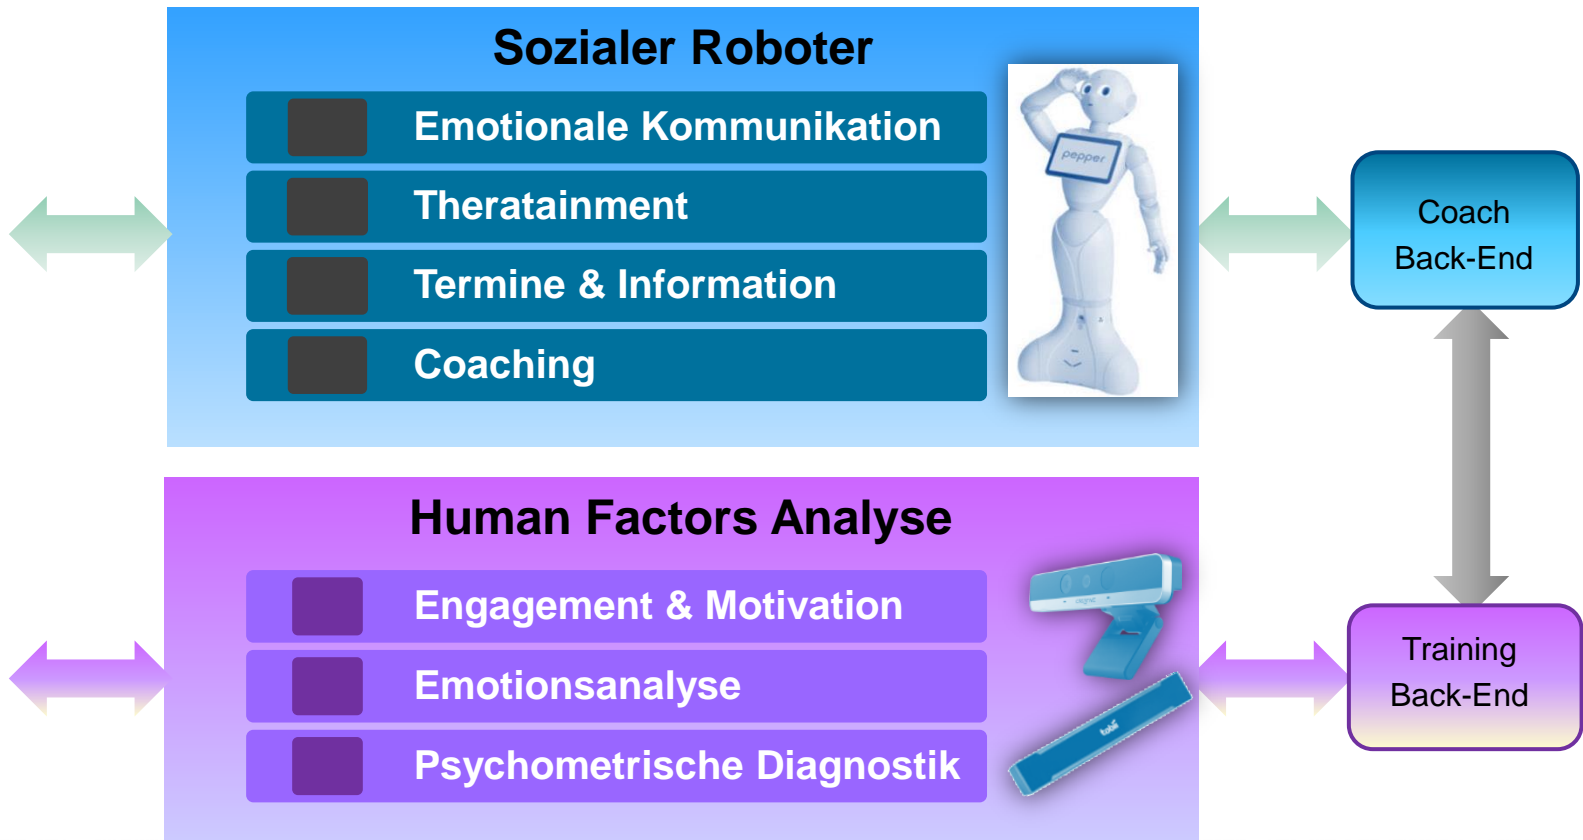 Sozialer Roboter
Emotionale Kommunikation
Theratainment
Termine & Information
Coaching
pepper
Coach
Back-End
Human Factors Analyse
Engagement & Motivation
Emotionsanalyse
Psychometrische Diagnostik
tobii
Training
Back-End